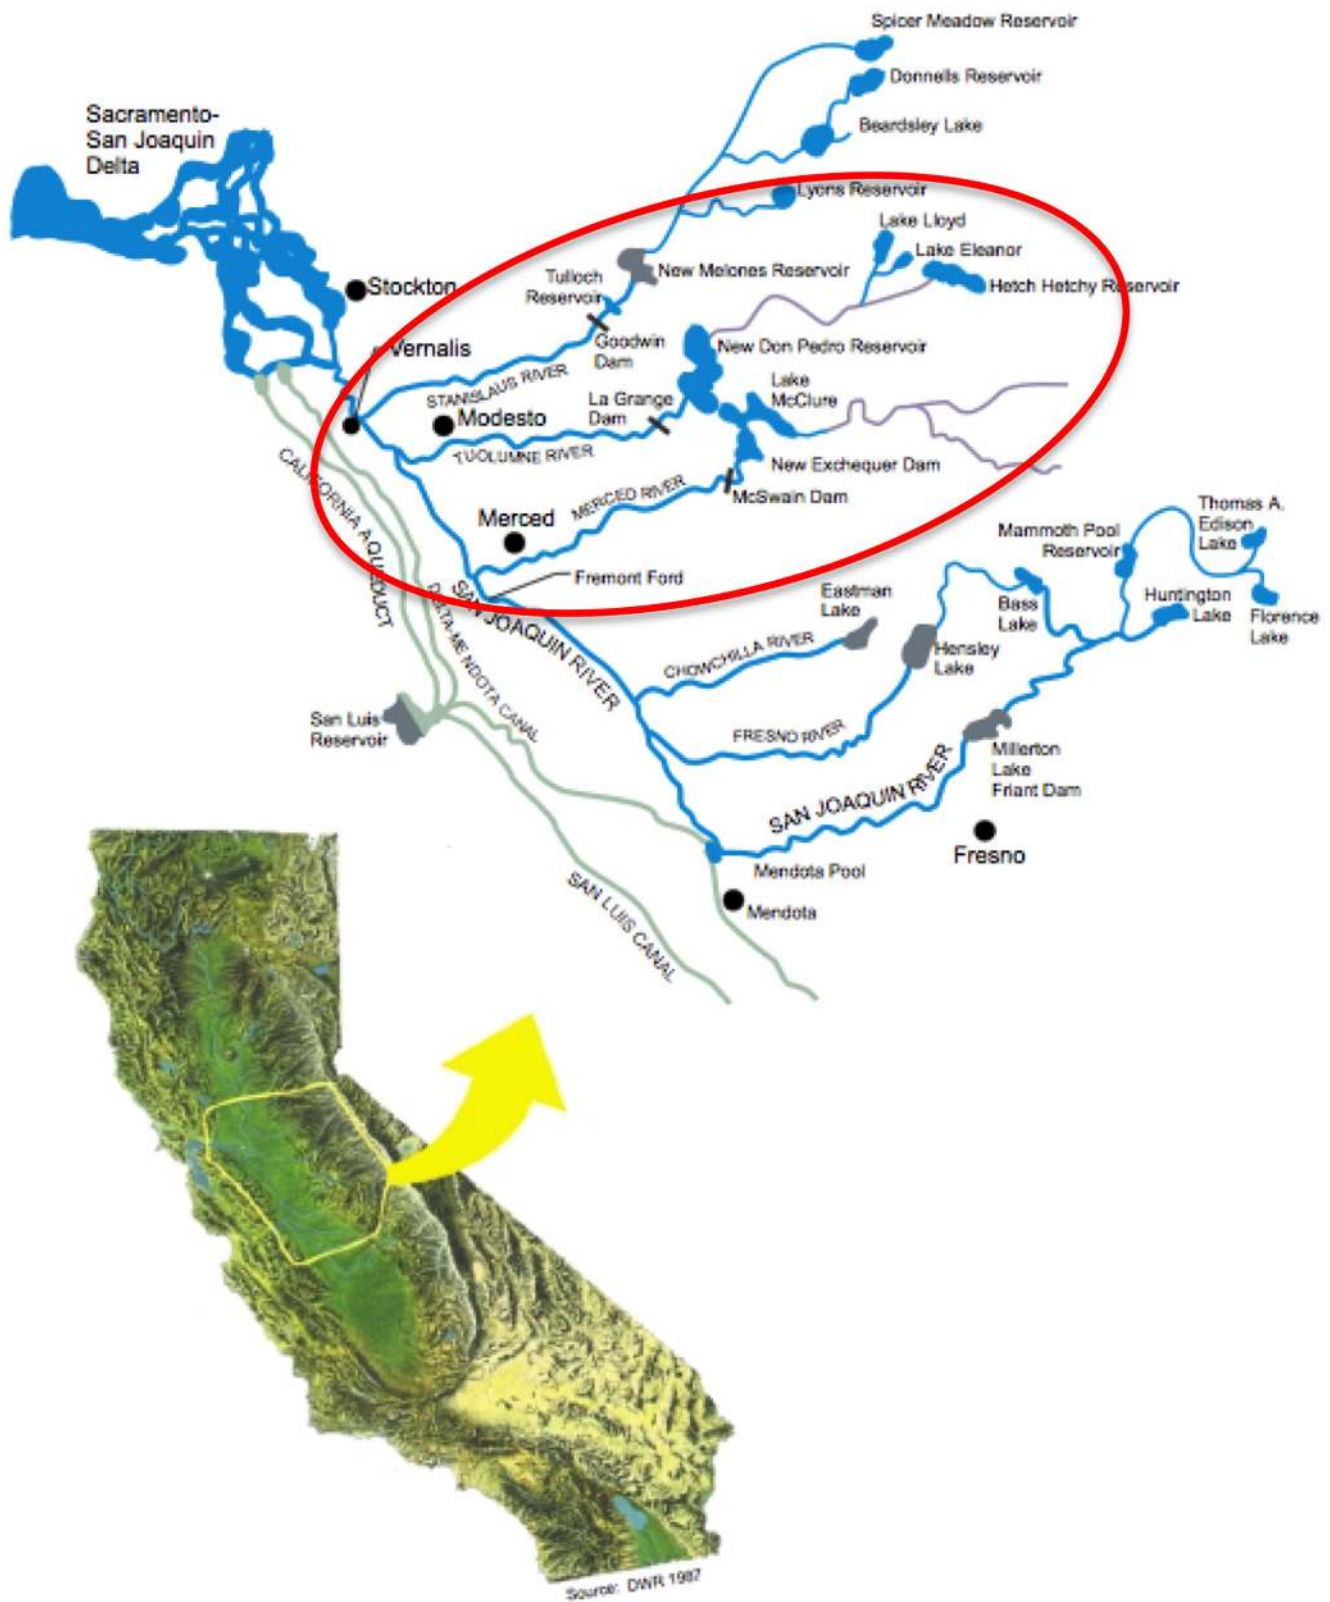 Spicer Meadow Reservoir
Donnells Reservoir
Sacramento-
San Joaquin
Delta
Beardsley Lake
Lyons Reservoir
Lake Lloyd
Lake Eleanor
Tulloch
Reservoir
New Melones Reservoir
Hetch Hetchy Reservoir
Stockton
Vernalis
Goodwin
Dam
New Don Pedro Reservoir
STANISLAUS RIVER
La Grange
Dam
Lake
McClure
Modesto
TUOLUMNE RIVER
New Exchequer Dam
CALIFORNIA AQUEDUCT
MERCED RIVER
McSwain Dam
Merced
Thomas A.
Edison
Lake
Mammoth Pool
Reservoir
Fremont Ford
Eastman
Lake
Bass
Lake
Huntington
Lake
Florence
Lake
SAN JOAQUIN RIVER
DELTA-MENDOTA CANAL
CHOWCHILLA RIVER
Hensley
Lake
San Luis
Reservoir
FRESNO RIVER
Millerton
Lake
Friant Dam
SAN JOAQUIN RIVER
Fresno
Mendota Pool
SAN LUIS CANAL
Mendota
Source: DWR 1987